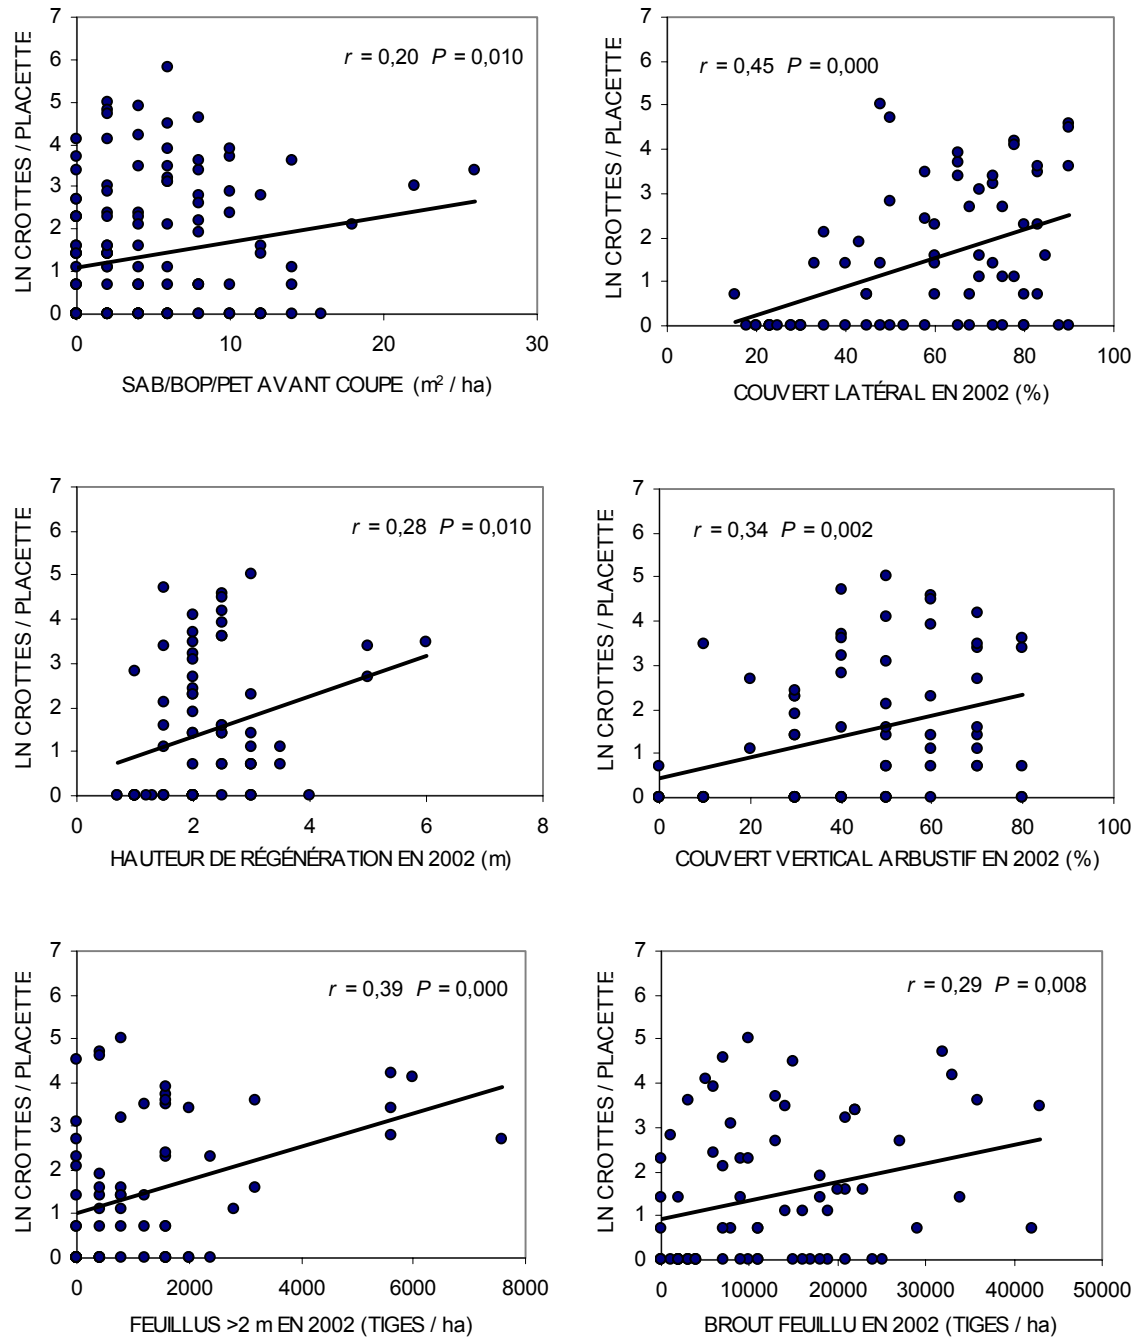 7
6
5
4
3
2
1
0
LN CROTTES / PLACETTE
r = 0,20 P = 0,010
0 10 20 30
SAB/BOP/PET AVANT COUPE (m² / ha)
7
6
5
4
3
2
1
0
LN CROTTES / PLACETTE
r = 0,45 P = 0,000
0 20 40 60 80 100
COUVERT LATÉRAL EN 2002 (%)
7
6
5
4
3
2
1
0
LN CROTTES / PLACETTE
r = 0,28 P = 0,010
0 2 4 6 8
HAUTEUR DE RÉGÉNÉRATION EN 2002 (m)
7
6
5
4
3
2
1
0
LN CROTTES / PLACETTE
r = 0,34 P = 0,002
0 20 40 60 80 100
COUVERT VERTICAL ARBUSTIF EN 2002 (%)
7
6
5
4
3
2
1
0
LN CROTTES / PLACETTE
r = 0,39 P = 0,000
0 2000 4000 6000 8000
FEUILLUS >2 m EN 2002 (TIGES / ha)
7
6
5
4
3
2
1
0
LN CROTTES / PLACETTE
r = 0,29 P = 0,008
0 10000 20000 30000 40000 50000
BROUT FEUILLU EN 2002 (TIGES / ha)